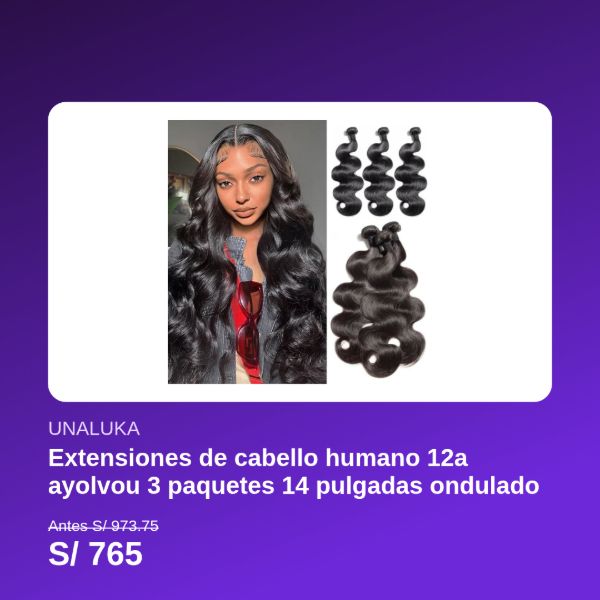 UNALUKA
Extensiones de cabello humano 12a
ayolvou 3 paquetes 14 pulgadas ondulado
Antes S/ 973.75
S/ 765